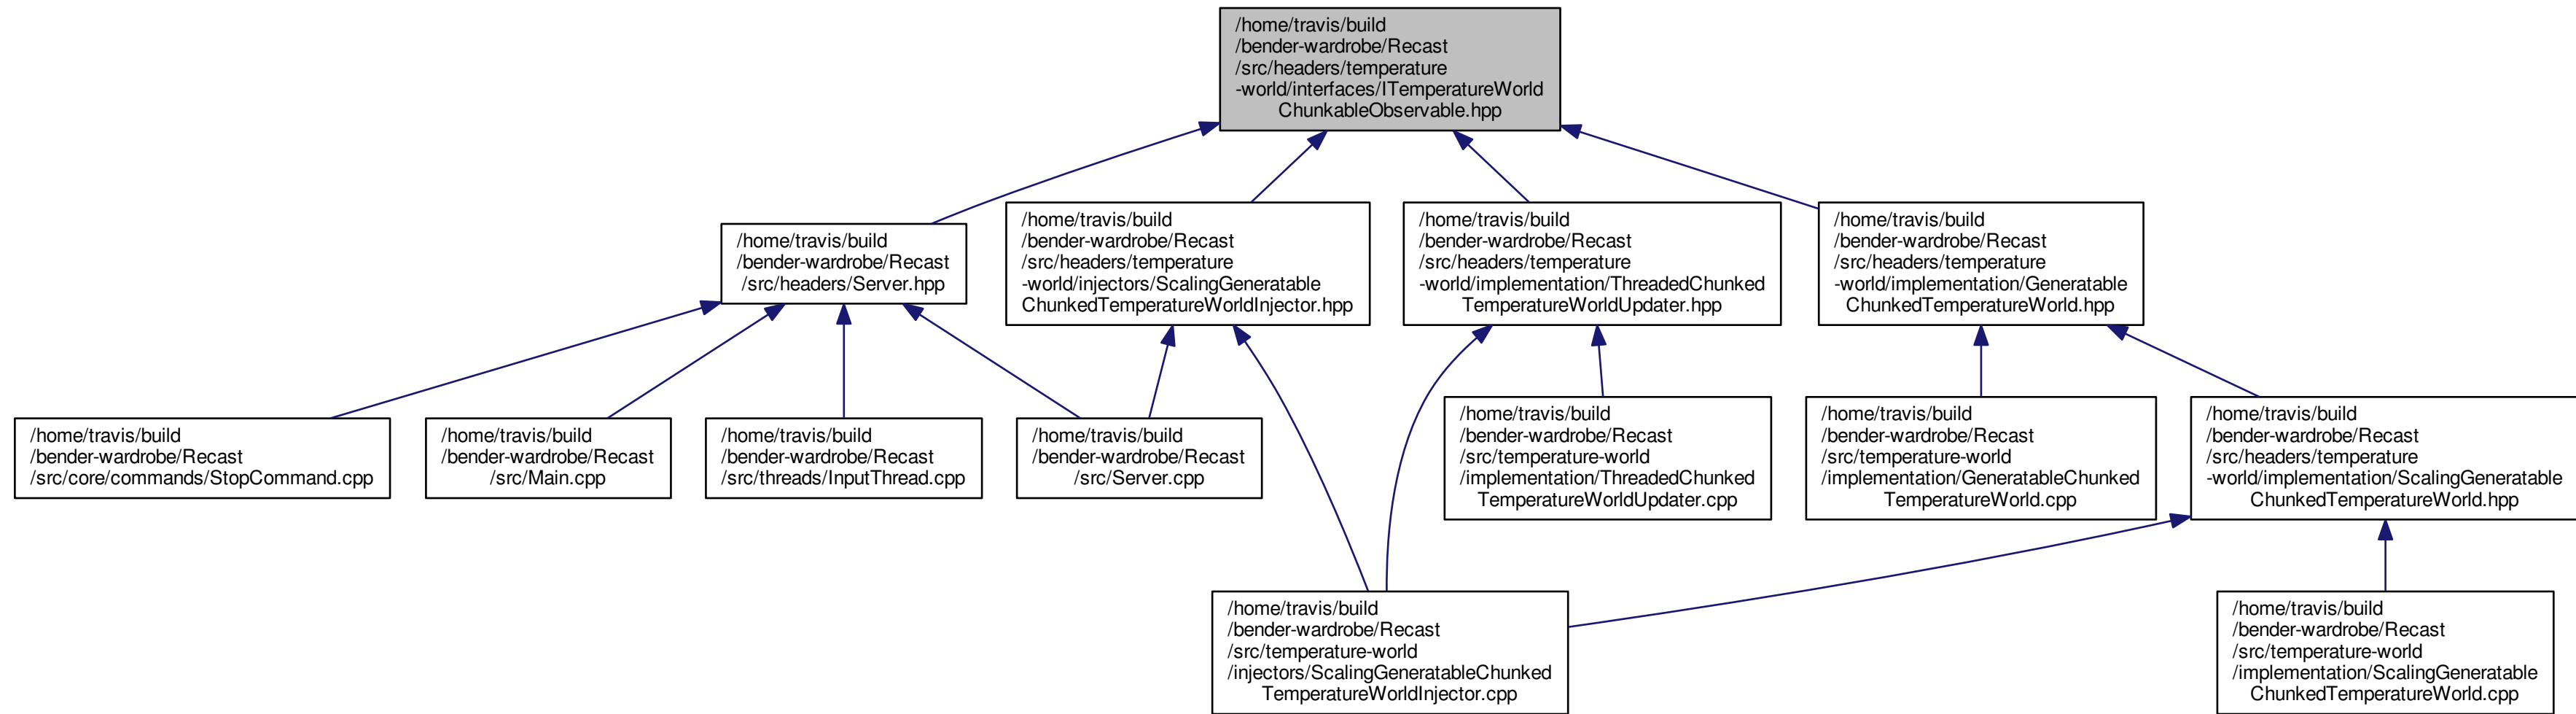 /home/travis/build
/bender-wardrobe/Recast
/src/headers/temperature
-world/interfaces/ITemperatureWorld
ChunkableObservable.hpp
/home/travis/build
/bender-wardrobe/Recast
/src/headers/Server.hpp
/home/travis/build
/bender-wardrobe/Recast
/src/headers/temperature
-world/injectors/ScalingGeneratable
ChunkedTemperatureWorldInjector.hpp
/home/travis/build
/bender-wardrobe/Recast
/src/headers/temperature
-world/implementation/ThreadedChunked
TemperatureWorldUpdater.hpp
/home/travis/build
/bender-wardrobe/Recast
/src/headers/temperature
-world/implementation/Generatable
ChunkedTemperatureWorld.hpp
/home/travis/build
/bender-wardrobe/Recast
/src/core/commands/StopCommand.cpp
/home/travis/build
/bender-wardrobe/Recast
/src/Main.cpp
/home/travis/build
/bender-wardrobe/Recast
/src/threads/InputThread.cpp
/home/travis/build
/bender-wardrobe/Recast
/src/Server.cpp
/home/travis/build
/bender-wardrobe/Recast
/src/temperature-world
/implementation/ThreadedChunked
TemperatureWorldUpdater.cpp
/home/travis/build
/bender-wardrobe/Recast
/src/temperature-world
/implementation/GeneratableChunked
TemperatureWorld.cpp
/home/travis/build
/bender-wardrobe/Recast
/src/headers/temperature
-world/implementation/ScalingGeneratable
ChunkedTemperatureWorld.hpp
/home/travis/build
/bender-wardrobe/Recast
/src/temperature-world
/injectors/ScalingGeneratableChunked
TemperatureWorldInjector.cpp
/home/travis/build
/bender-wardrobe/Recast
/src/temperature-world
/implementation/ScalingGeneratable
ChunkedTemperatureWorld.cpp